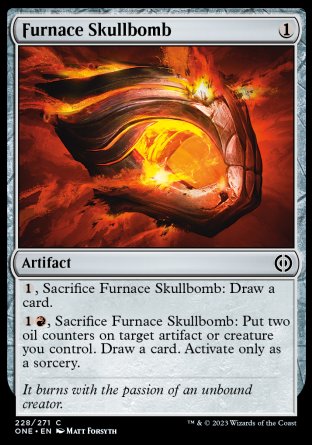 Furnace Skullbomb 1
Artifact
1, Sacrifice Furnace Skullbomb: Draw a
card.
1, Sacrifice Furnace Skullbomb: Put two
oil counters on target artifact or creature
you control. Draw a card. Activate only as
a sorcery.
It burns with the passion of an unbound
creator.
228/271 C
ONE • EN MATT FORSYTH ™ & © 2023 Wizards of the Coast